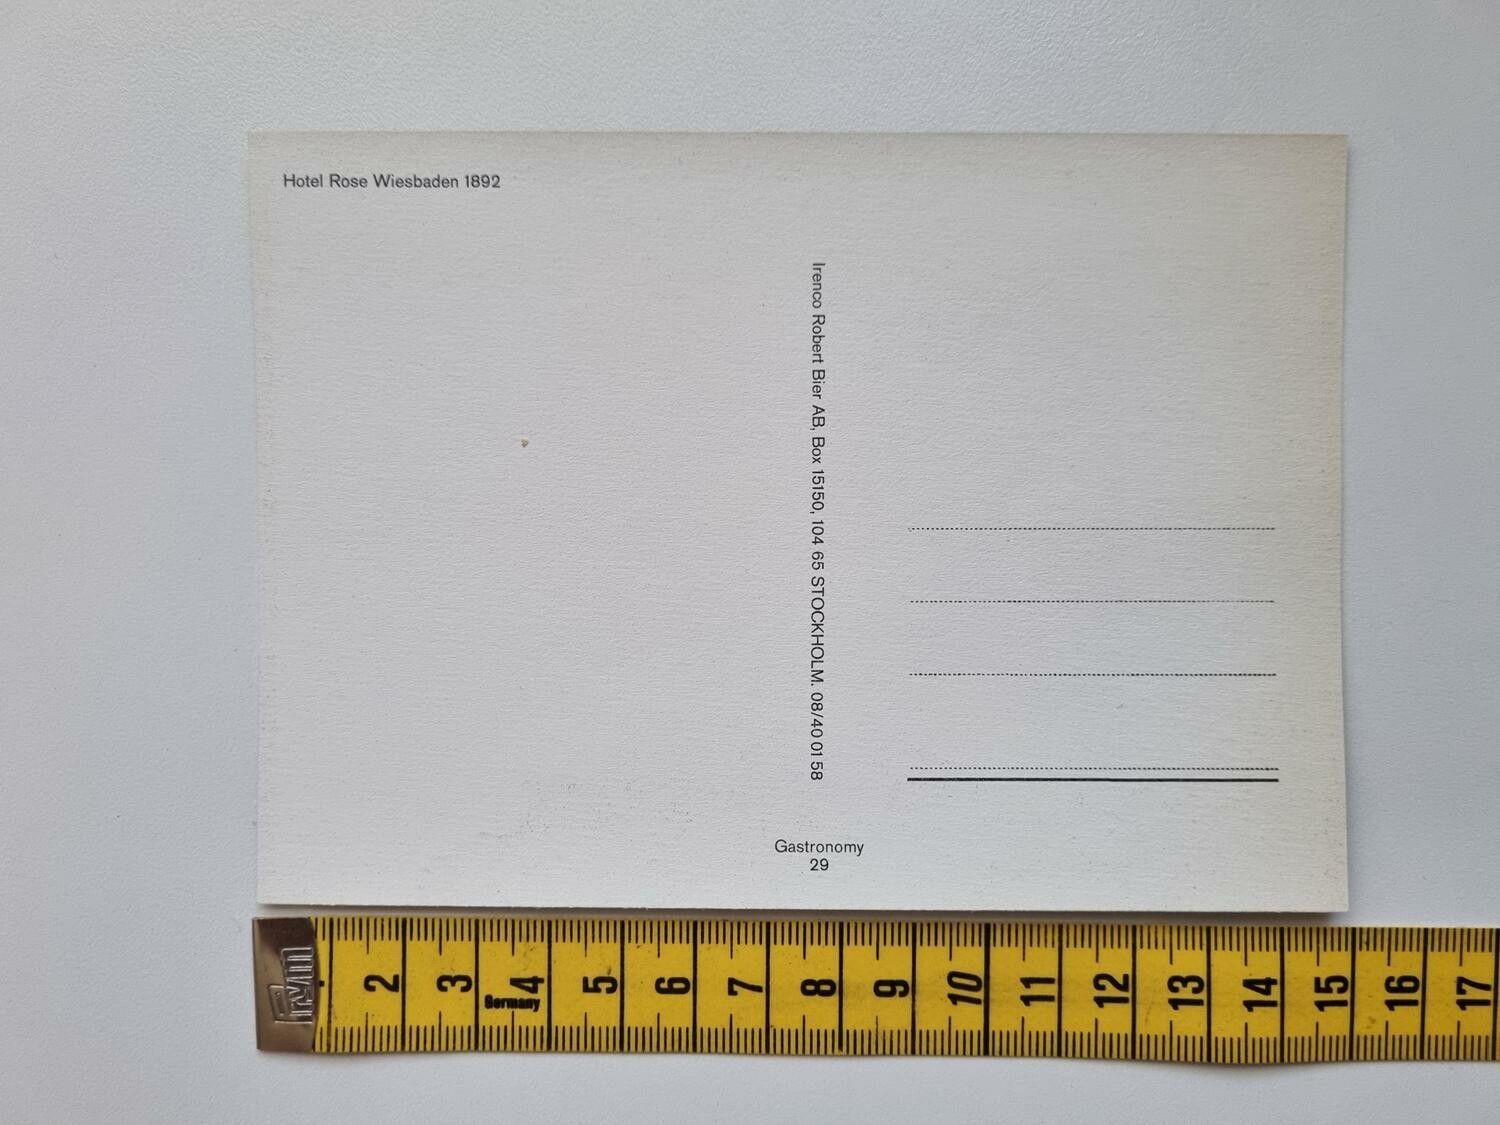 Hotel Rose Wiesbaden 1892
Irenco Robert Bier AB, Box 15150, 104 65 STOCKHOLM. 08/40 01 58
Gastronomy
29
prym
2 3 4 5 6 7 8 9 10 11 12 13 14 15 16 17
Germany